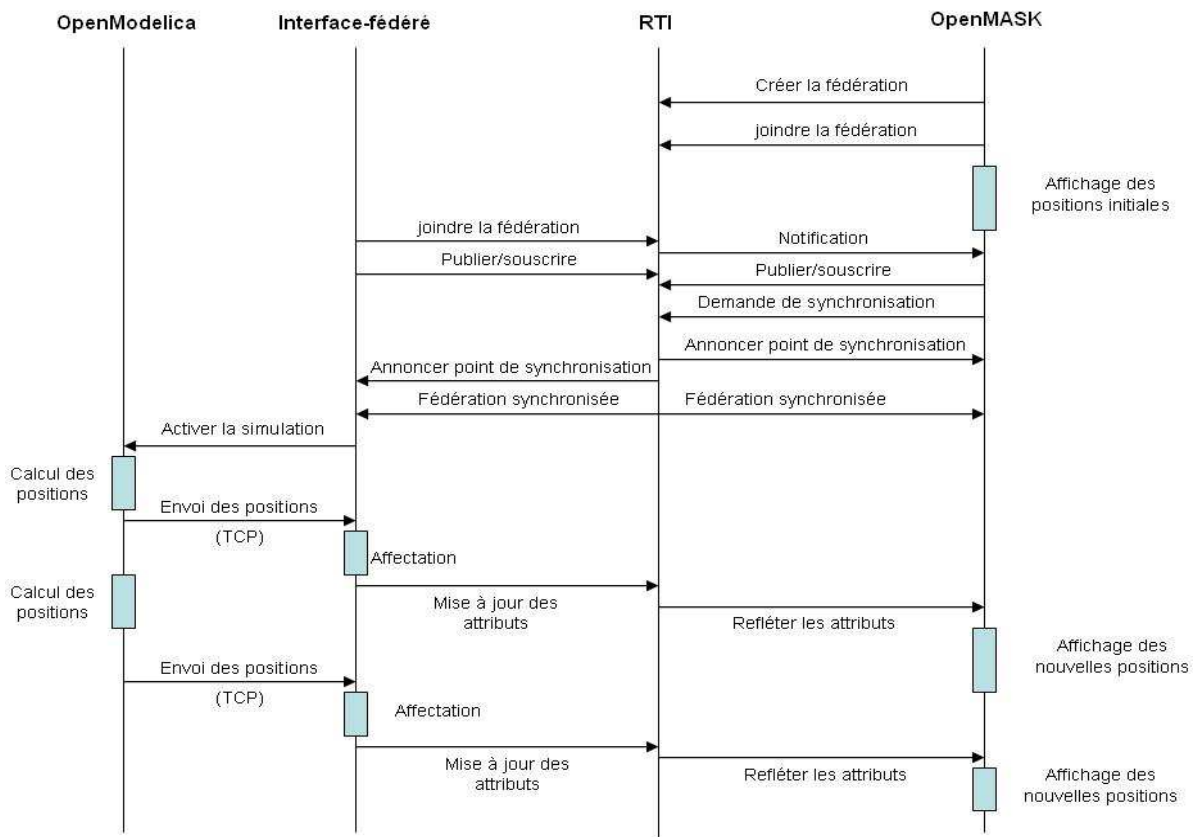 OpenModelica
Interface-fédéré
RTI
OpenMASK
Créer la fédération
joindre la fédération
Affichage des
positions initiales
joindre la fédération
Notification
Publier/souscrire
Publier/souscrire
Demande de synchronisation
Annoncer point de synchronisation
Annoncer point de synchronisation
Fédération synchronisée
Fédération synchronisée
Activer la simulation
Calcul des
positions
Envoi des positions
(TCP)
Affectation
Calcul des
positions
Mise à jour des
attributs
Refléter les attributs
Affichage des
nouvelles positions
Envoi des positions
(TCP)
Affectation
Mise à jour des
attributs
Refléter les attributs
Affichage des
nouvelles positions